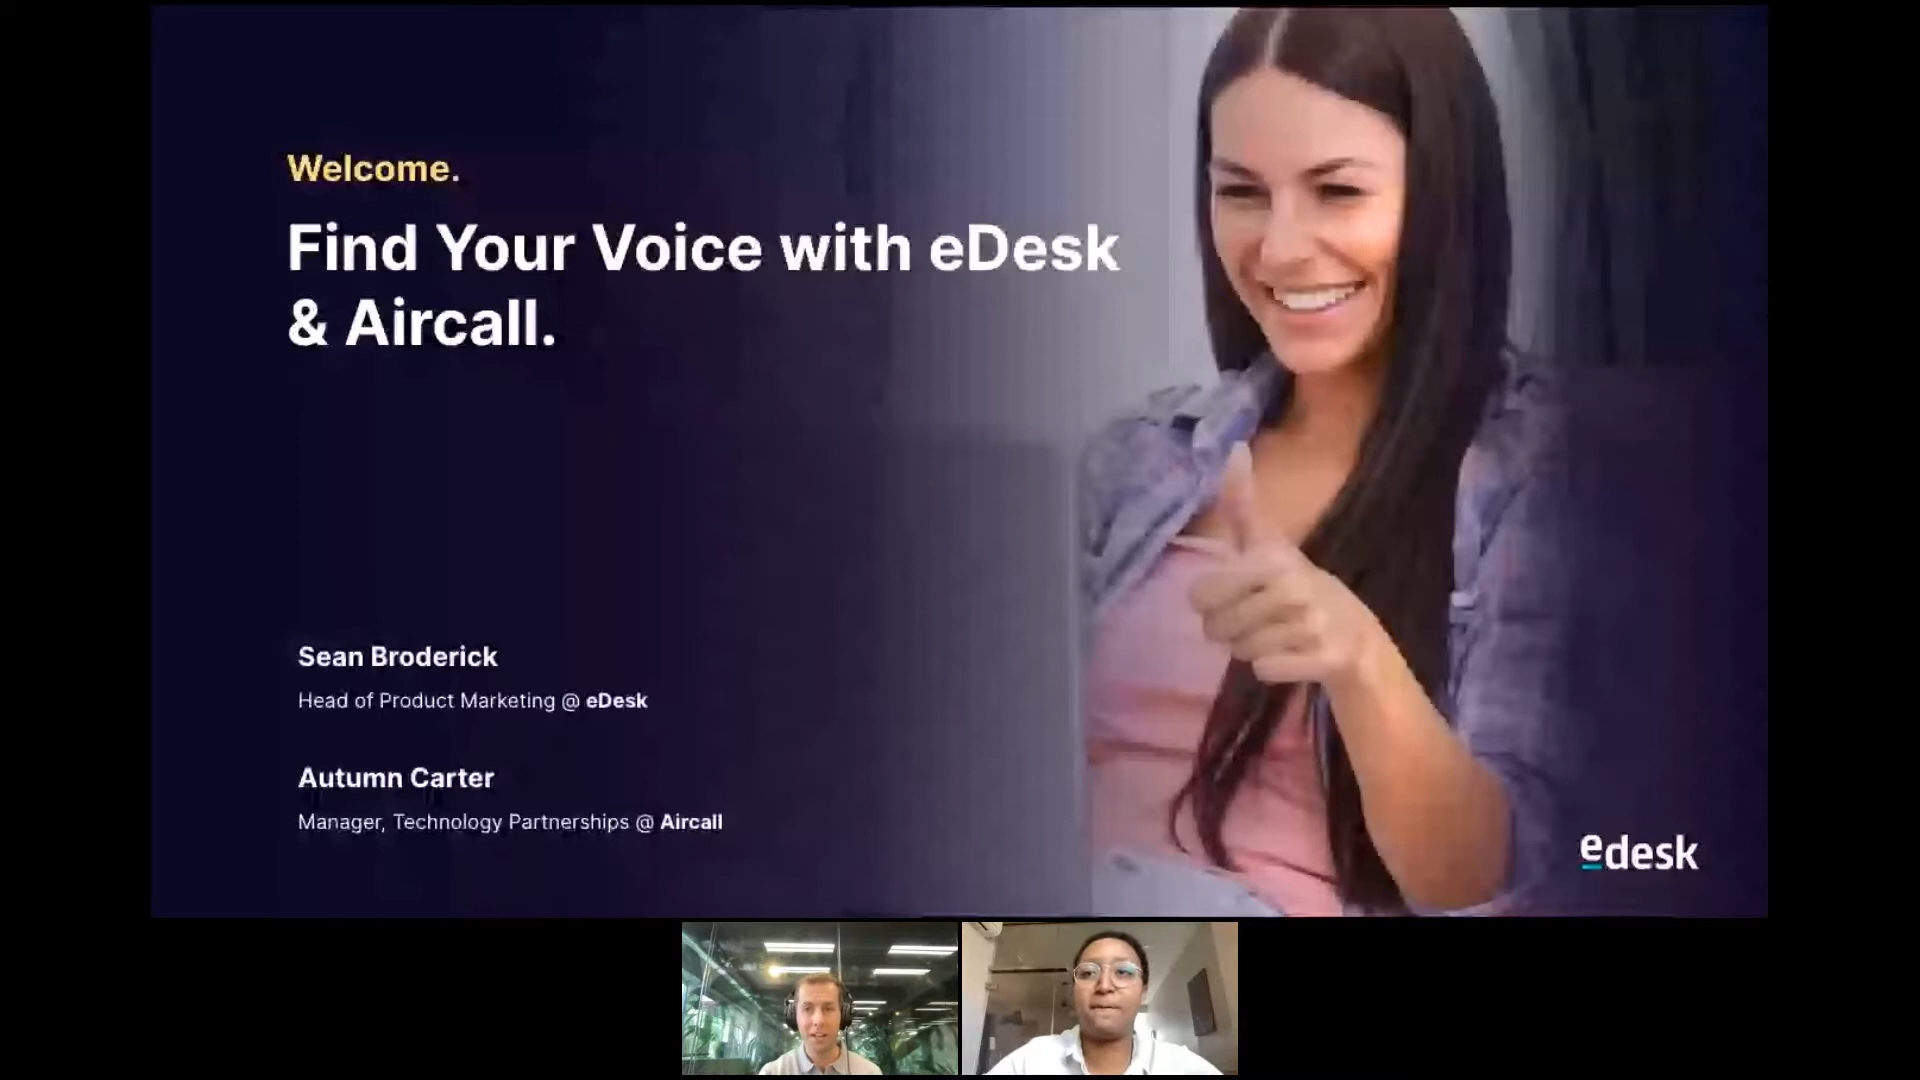 Welcome.
Find Your Voice with eDesk
& Aircall.
Sean Broderick
Head of Product Marketing @ eDesk
Autumn Carter
Manager, Technology Partnerships @ Aircall
edesk